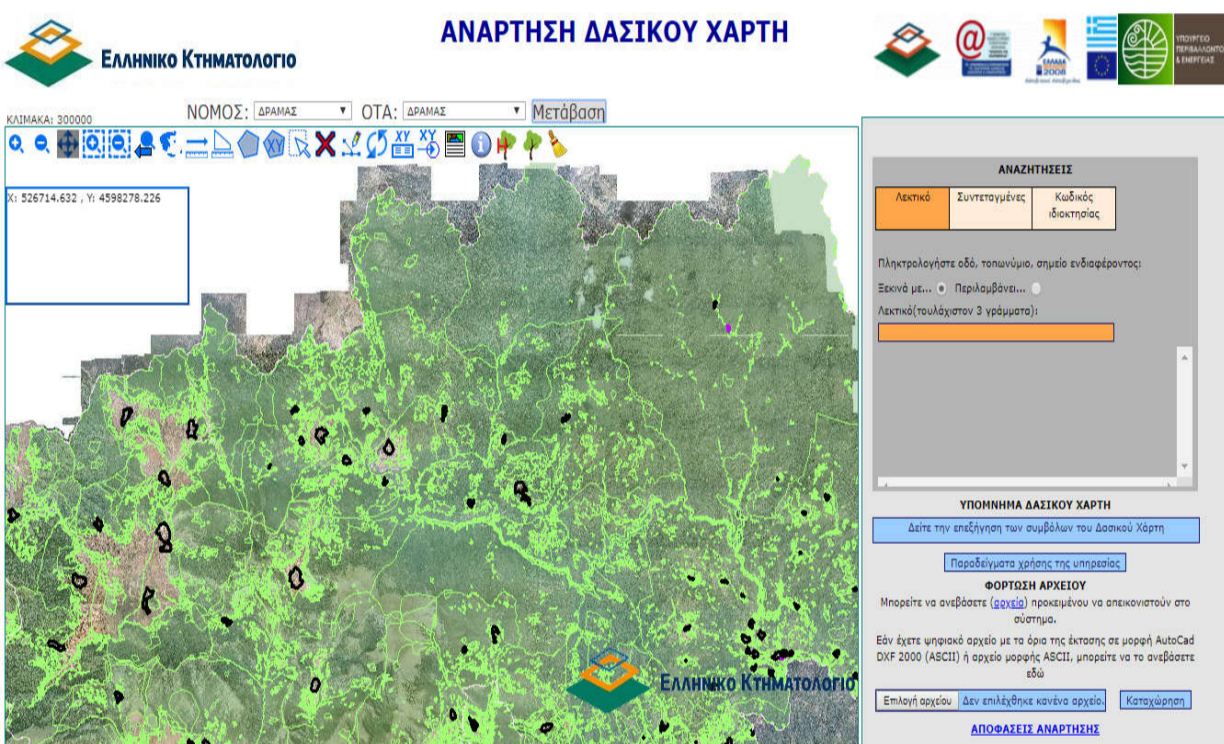 ΑΝΑΡΤΗΣΗ ΔΑΣΙΚΟΥ ΧΑΡΤΗ
ΕΛΛΗΝΙΚΟ ΚΤΗΜΑΤΟΛΟΓΙΟ
ΕΛΛΑΔΑ
2008
ΥΠΟΥΡΓΕΙΟ
ΠΕΡΙΒΑΛΛΟΝΤΟΣ
& ΕΝΕΡΓΕΙΑΣ
ΚΛΙΜΑΚΑ: 300000
ΝΟΜΟΣ: ΔΡΑΜΑΣ ΟΤΑ: ΔΡΑΜΑΣ Μετάβαση
XY XY
XY
X: 526714.632 , Y: 4598278.226
ΕΛΛΗΝΙΚΟ ΚΤΗΜΑΤΟΛΟΓΙΟ
ΑΝΑΖΗΤΗΣΕΙΣ
Λεκτικό Συντεταγμένες Κωδικός
ιδιοκτησίας
Πληκτρολογήστε οδό, τοπωνύμιο, σημείο ενδιαφέροντος:
Ξεκινά με... Περιλαμβάνει...
Λεκτικό(τουλάχιστον 3 γράμματα):
ΥΠΟΜΝΗΜΑ ΔΑΣΙΚΟΥ ΧΑΡΤΗ
Δείτε την επεξήγηση των συμβόλων του Δασικού Χάρτη
Παραδείγματα χρήσης της υπηρεσίας
ΦΟΡΤΩΣΗ ΑΡΧΕΙΟΥ
Μπορείτε να ανεβάσετε (αρχεία) προκειμένου να απεικονιστούν στο
σύστημα.
Εάν έχετε ψηφιακό αρχείο με τα όρια της έκτασης σε μορφή AutoCad
DXF 2000 (ASCII) ή αρχείο μορφής ASCII, μπορείτε να το ανεβάσετε
εδώ
Επιλογή αρχείου Δεν επιλέχθηκε κανένα αρχείο. Καταχώρηση
ΑΠΟΦΑΣΕΙΣ ΑΝΑΡΤΗΣΗΣ